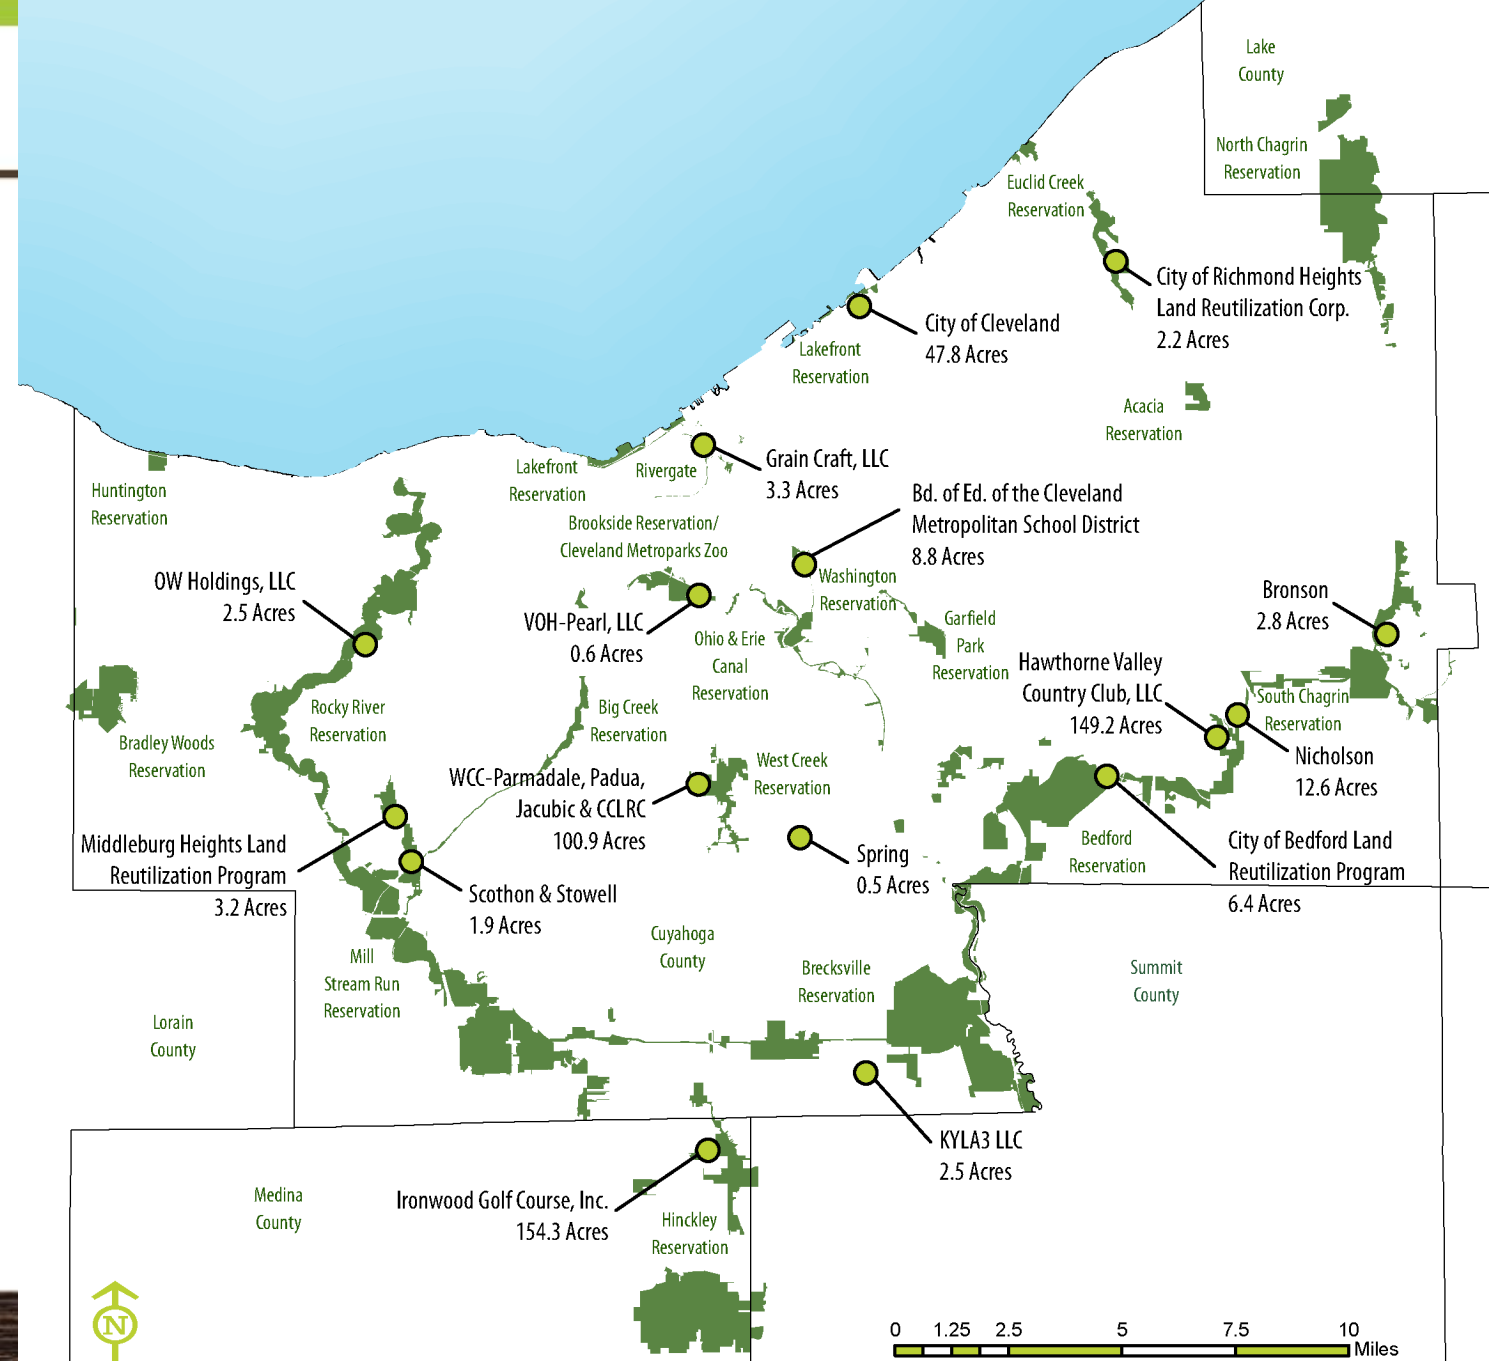 Lake
County
North Chagrin
Reservation
Euclid Creek
Reservation
City of Richmond Heights
Land Reutilization Corp.
2.2 Acres
City of Cleveland
47.8 Acres
Lakefront
Reservation
Acacia
Reservation
Grain Craft, LLC
3.3 Acres
Rivergate
Lakefront
Reservation
Huntington
Reservation
Bd. of Ed. of the Cleveland
Metropolitan School District
8.8 Acres
Brookside Reservation/
Cleveland Metroparks Zoo
OW Holdings, LLC
2.5 Acres
Washington
Reservation
VOH-Pearl, LLC
0.6 Acres
Ohio & Erie
Canal
Reservation
Garfield
Park
Reservation
Bronson
2.8 Acres
Hawthorne Valley
Country Club, LLC
149.2 Acres
South Chagrin
Reservation
Nicholson
12.6 Acres
Rocky River
Reservation
Big Creek
Reservation
Bradley Woods
Reservation
WCC-Parmadale, Padua,
Jacubic & CCLRC
100.9 Acres
West Creek
Reservation
Middleburg Heights Land
Reutilization Program
3.2 Acres
Scothon & Stowell
1.9 Acres
Spring
0.5 Acres
Bedford
Reservation
City of Bedford Land
Reutilization Program
6.4 Acres
Cuyahoga
County
Mill
Stream Run
Reservation
Brecksville
Reservation
Summit
County
Lorain
County
KYLA3 LLC
2.5 Acres
Medina
County
Ironwood Golf Course, Inc.
154.3 Acres
Hinckley
Reservation
N
0 1.25 2.5 5 7.5 10
Miles